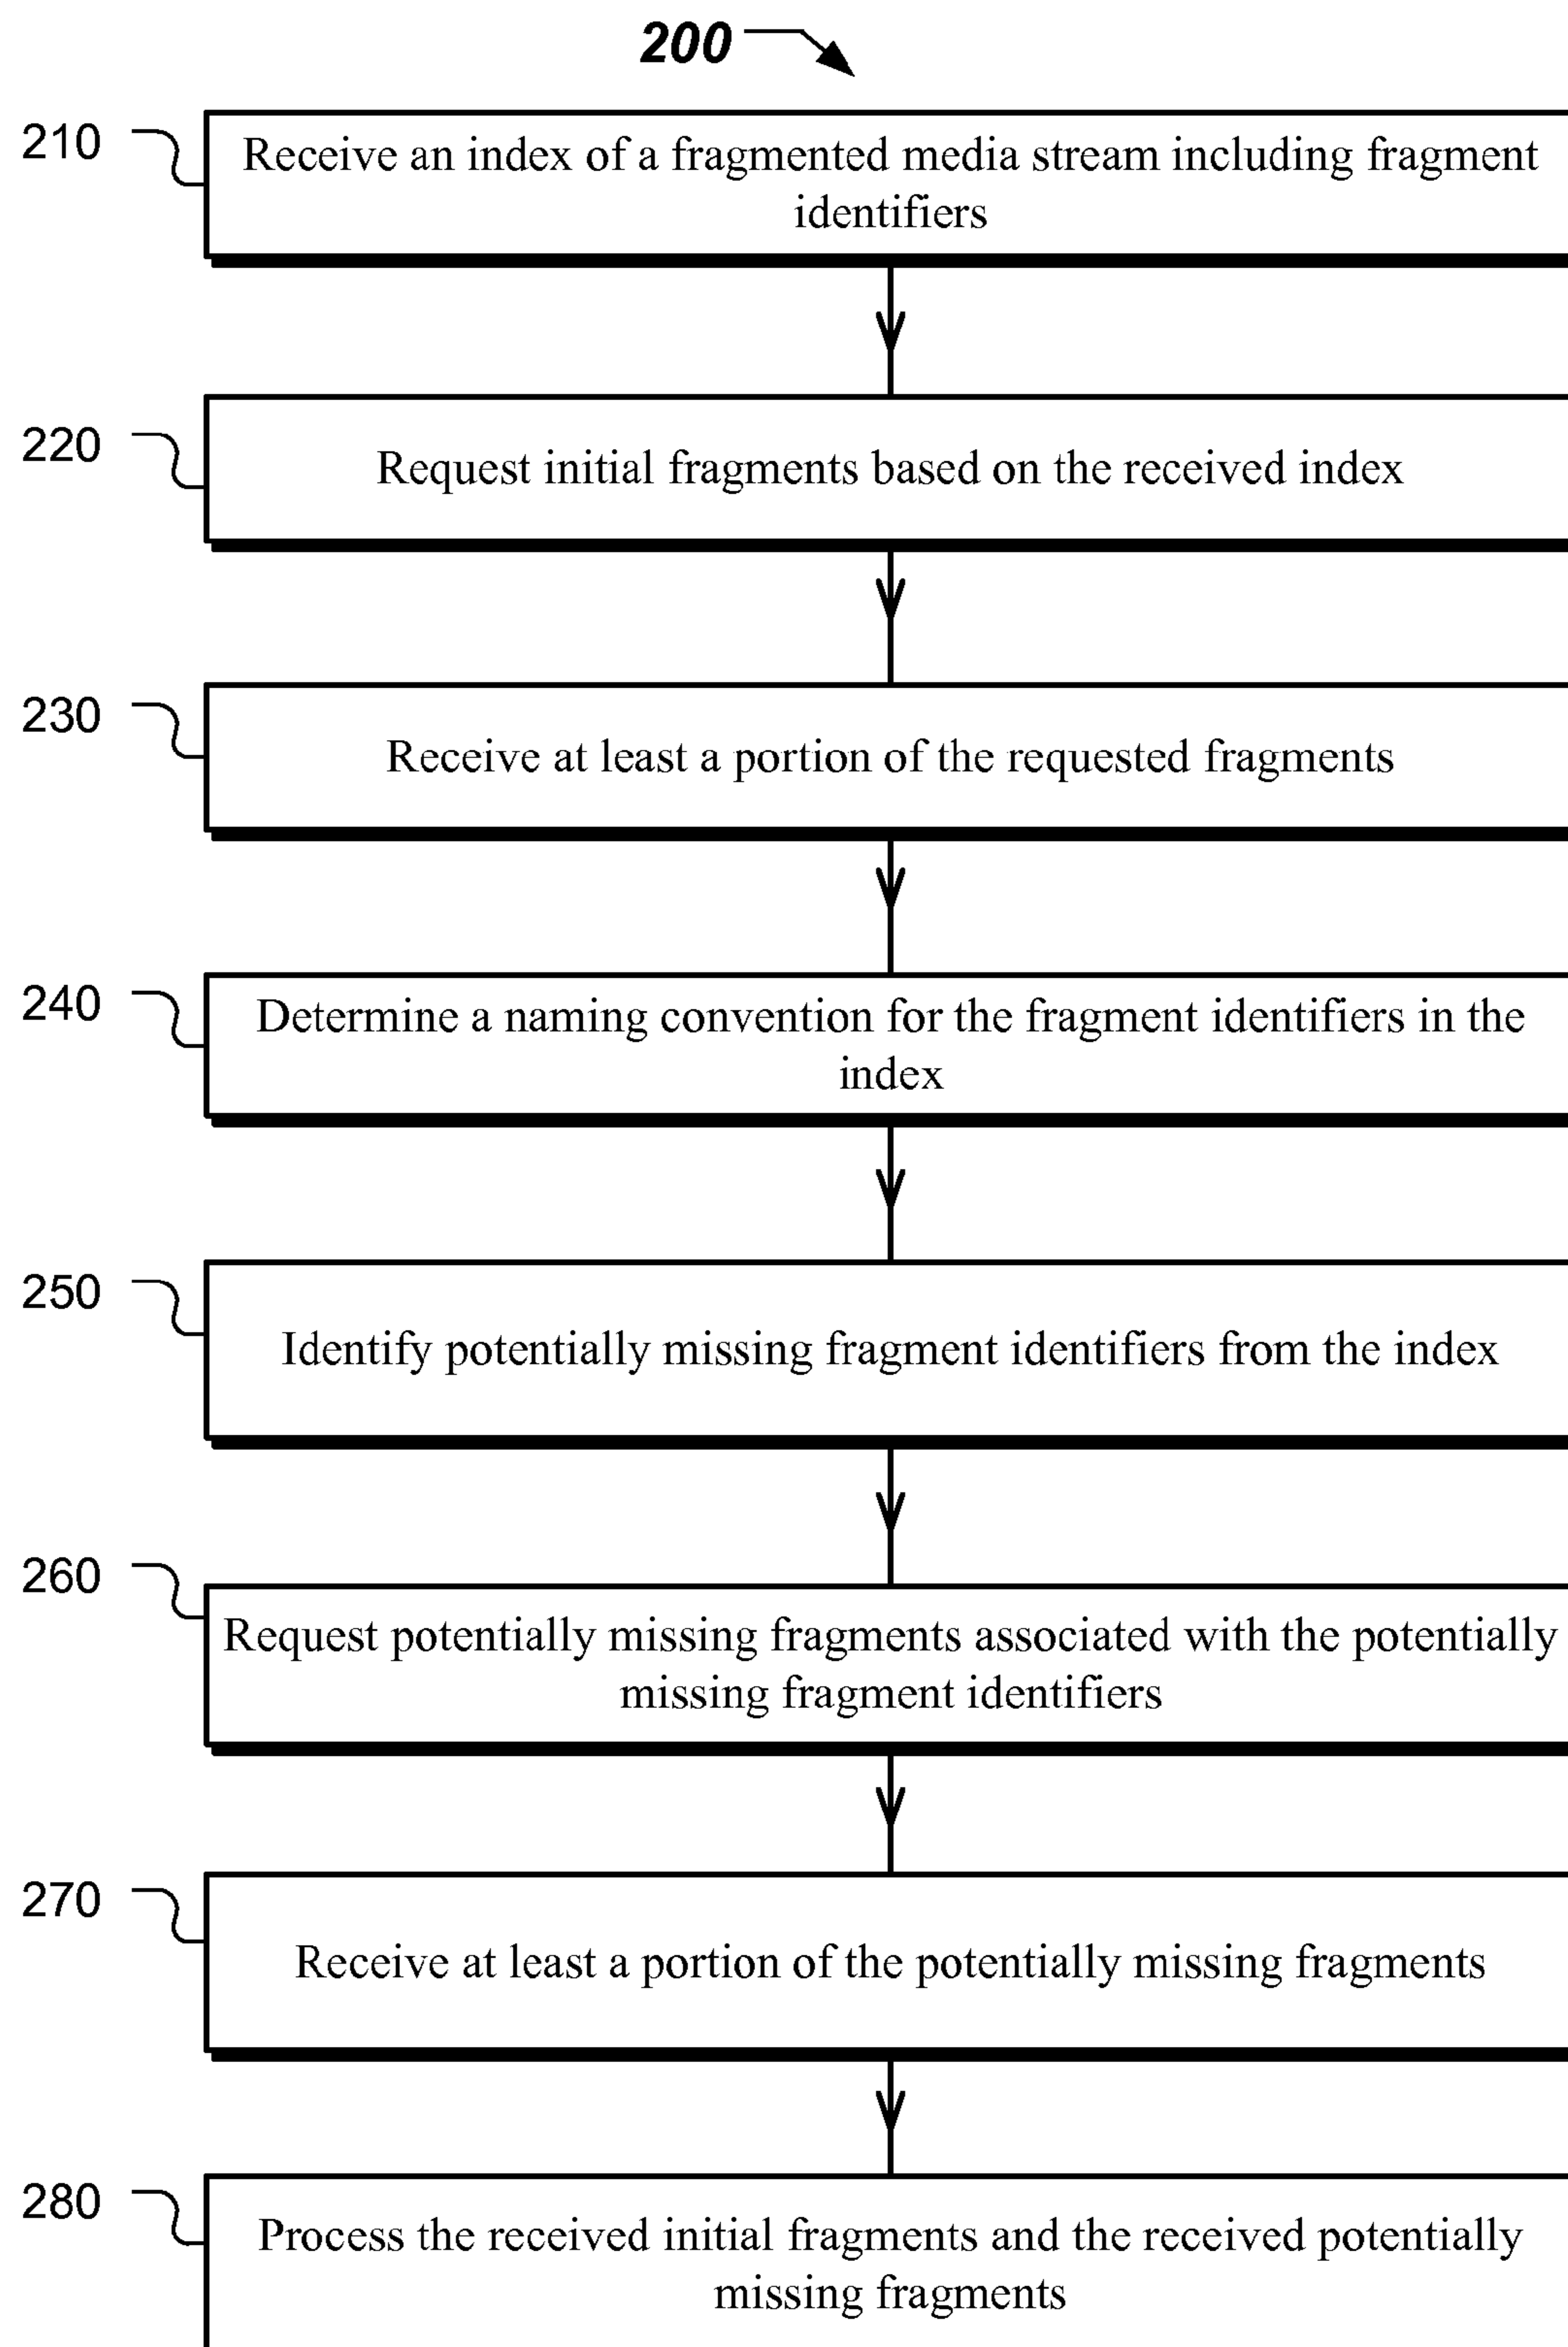 200
210
Receive an index of a fragmented media stream including fragment
identifiers
220
Request initial fragments based on the received index
230
Receive at least a portion of the requested fragments
240
Determine a naming convention for the fragment identifiers in the
index
250
Identify potentially missing fragment identifiers from the index
260
Request potentially missing fragments associated with the potentially
missing fragment identifiers
270
Receive at least a portion of the potentially missing fragments
280
Process the received initial fragments and the received potentially
missing fragments